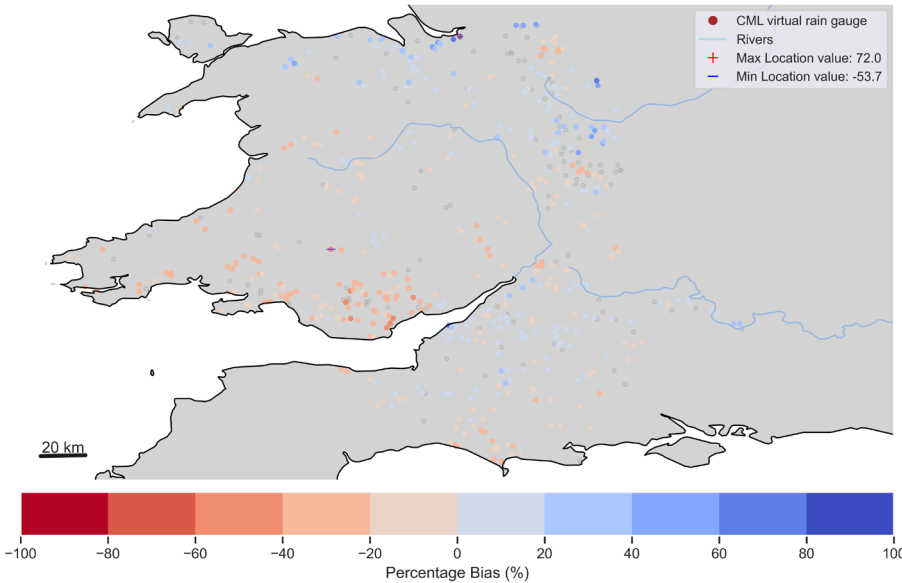 CML virtual rain gauge
Rivers
Max Location value: 72.0
Min Location value: -53.7
20 km
−100 −80 −60 −40 −20 0 20 40 60 80 100
Percentage Bias (%)